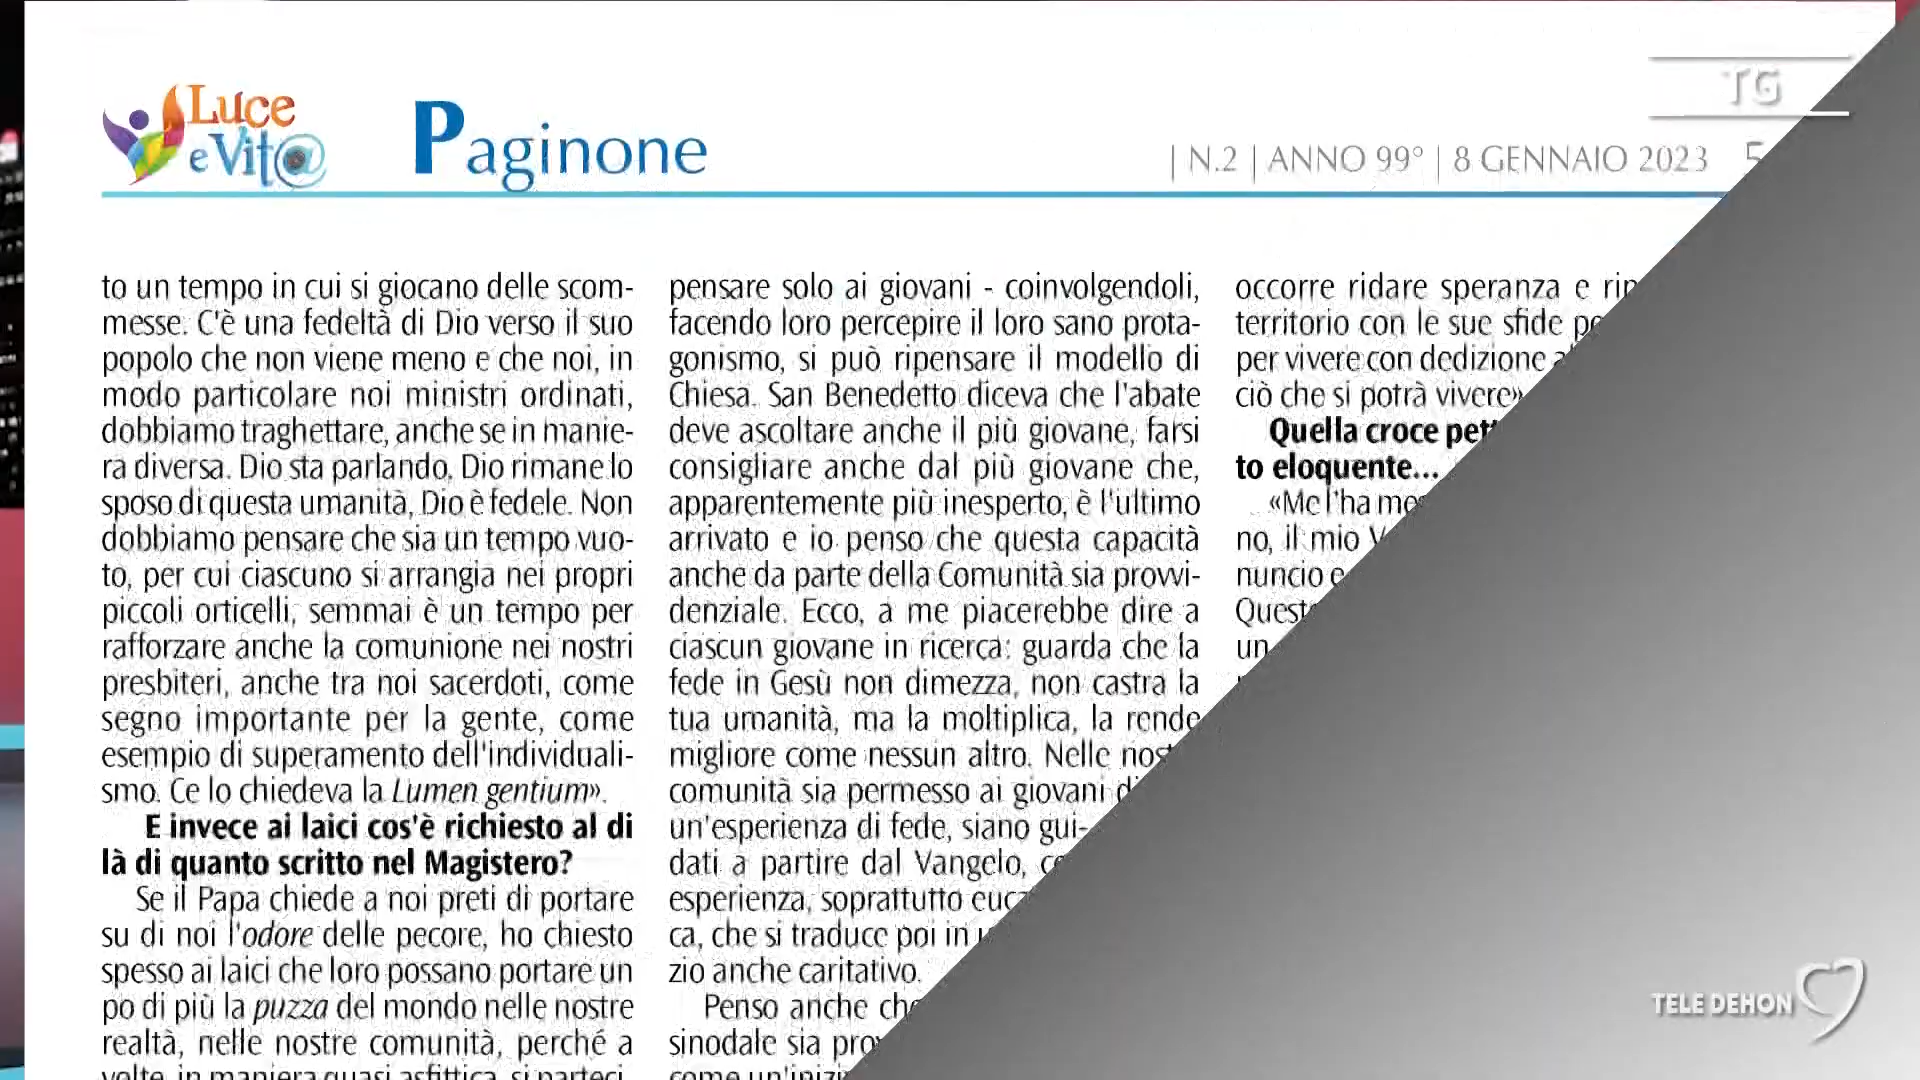 Luce
e Vit@
Paginone
| N.2 | ANNO 99° | 8 GENNAIO 2023
TG
to un tempo in cui si giocano delle scom-
messe. C'è una fedeltà di Dio verso il suo
popolo che non viene meno e che noi, in
modo particolare noi ministri ordinati,
dobbiamo traghettare, anche se in manie-
ra diversa. Dio sta parlando, Dio rimane lo
sposo di questa umanità, Dio è fedele. Non
dobbiamo pensare che sia un tempo vuo-
to, per cui ciascuno si arrangia nei propri
piccoli orticelli, semmai è un tempo per
rafforzare anche la comunione nei nostri
presbiteri, anche tra noi sacerdoti, come
segno importante per la gente, come
esempio di superamento dell'individuali-
smo. Ce lo chiedeva la Lumen gentium».
E invece ai laici cos'è richiesto al di
là di quanto scritto nel Magistero?
Se il Papa chiede a noi preti di portare
su di noi l'odore delle pecore, ho chiesto
spesso ai laici che loro possano portare un
po di più la puzza del mondo nelle nostre
realtà, nelle nostre comunità, perché a
volte, in maniera quasi asfittica, si parteci-
pensare solo ai giovani - coinvolgendoli,
facendo loro percepire il loro sano prota-
gonismo, si può ripensare il modello di
Chiesa. San Benedetto diceva che l'abate
deve ascoltare anche il più giovane, farsi
consigliare anche dal più giovane che,
apparentemente più inesperto, è l'ultimo
arrivato e io penso che questa capacità
anche da parte della Comunità sia provvi-
denziale. Ecco, a me piacerebbe dire a
ciascun giovane in ricerca: guarda che la
fede in Gesù non dimezza, non castra la
tua umanità, ma la moltiplica, la rende
migliore come nessun altro. Nelle
comunità sia permesso ai giovani
un'esperienza di fede, siano gui-
dati a partire dal Vangelo,
esperienza, soprattutto
ca, che si traduce poi in
zio anche caritativo.
Penso anche
sinodale sia
come
occorre ridare speranza e
territorio con le sue sfide
per vivere con dedizione
ciò che si potrà vivere»
Quella croce
to eloquente...
«Me l'ha
no, il mio
nuncio e
un
TELE DEHON